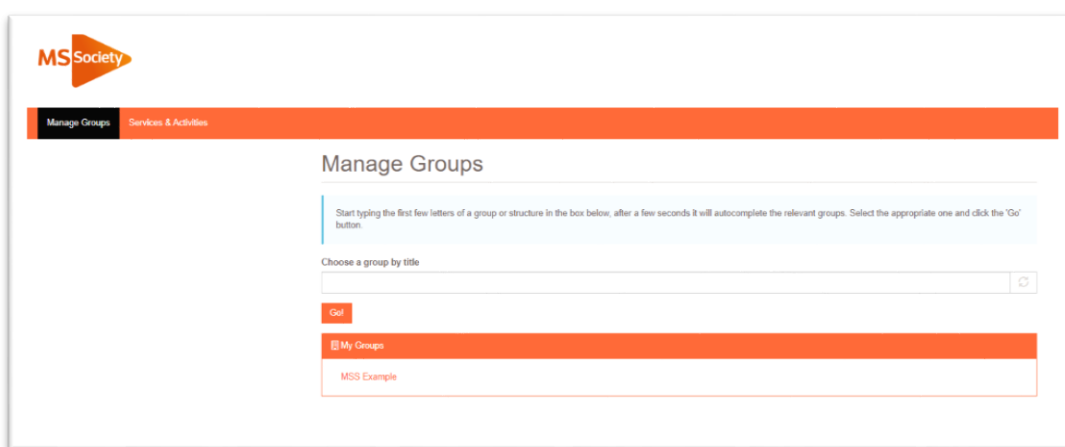 MS Society
Manage Groups Services & Activities
Manage Groups
Start typing the first few letters of a group or structure in the box below, after a few seconds it will autocomplete the relevant groups. Select the appropriate one and click the 'Go'
button.
Choose a group by title
Go!
My Groups
MSS Example